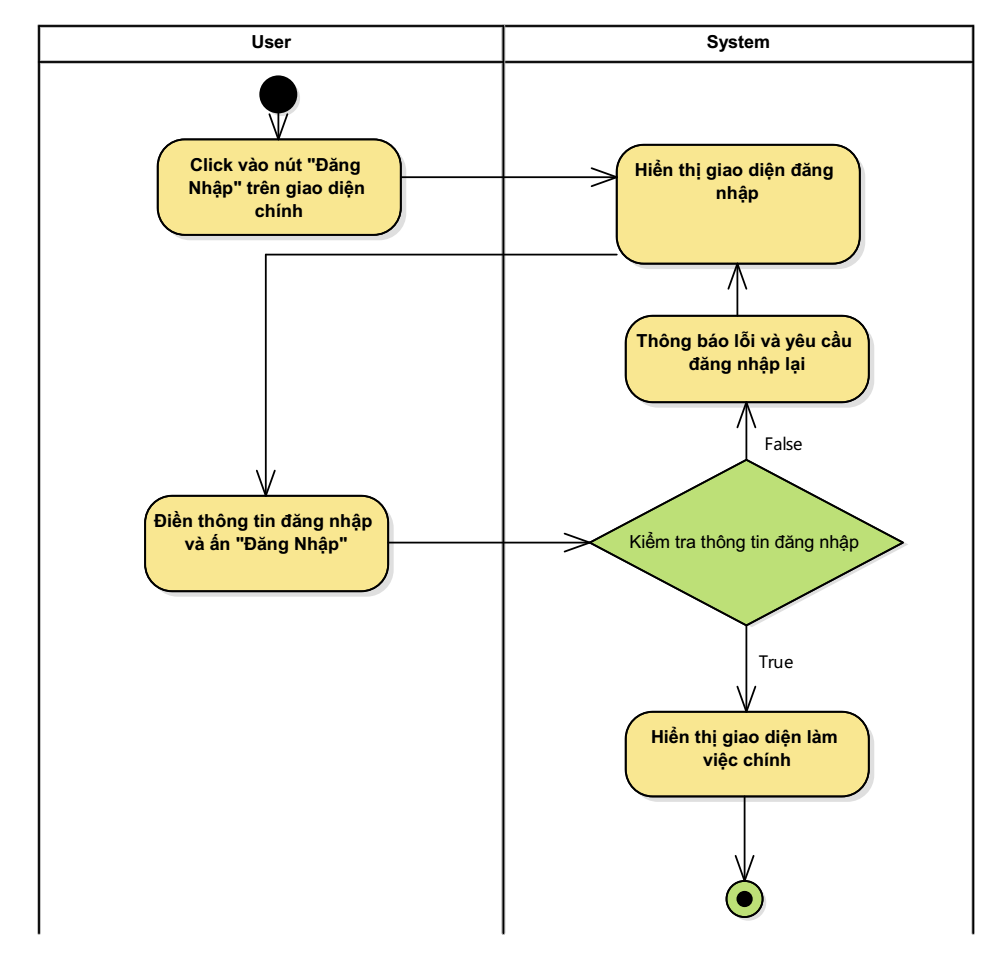 User
System
Click vào nút "Đăng
Nhập" trên giao diện
chính
Hiển thị giao diện đăng
nhập
Thông báo lỗi và yêu cầu
đăng nhập lại
False
Điền thông tin đăng nhập
và ấn "Đăng Nhập"
Kiểm tra thông tin đăng nhập
True
Hiển thị giao diện làm
việc chính